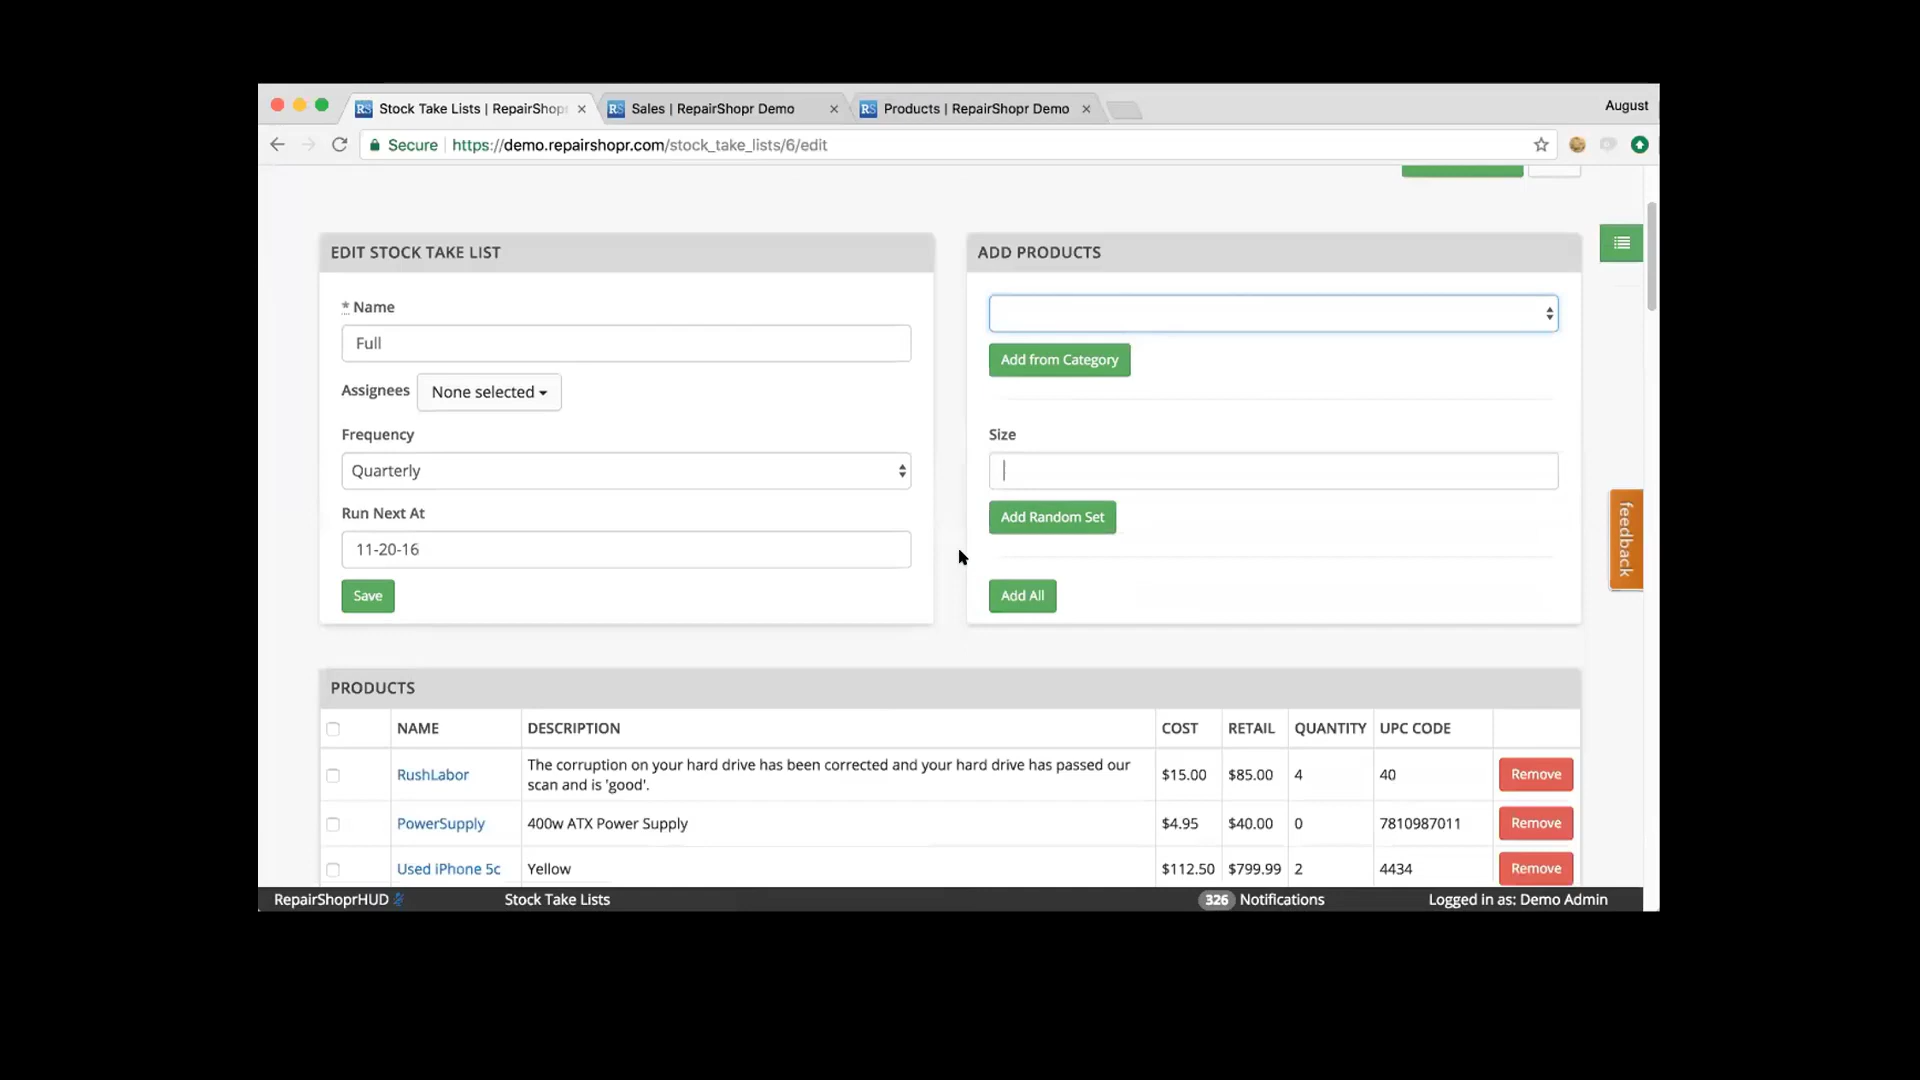 Stock Take Lists | RepairShopr
Sales | RepairShopr Demo
Products | RepairShopr Demo
August
Secure
https://demo.repairshopr.com/stock_take_lists/6/edit
EDIT STOCK TAKE LIST
* Name
Full
Assignees
None selected
Frequency
Quarterly
Run Next At
11-20-16
Save
ADD PRODUCTS
Add from Category
Size
Add Random Set
Add All
feedback
PRODUCTS
NAME DESCRIPTION COST RETAIL QUANTITY UPC CODE
RushLabor The corruption on your hard drive has been corrected and your hard drive has passed our
scan and is 'good'. $15.00 $85.00 4 40 Remove
PowerSupply 400w ATX Power Supply $4.95 $40.00 0 7810987011 Remove
Used iPhone 5c Yellow $112.50 $799.99 2 4434 Remove
RepairShoprHUD Stock Take Lists 326 Notifications Logged in as: Demo Admin